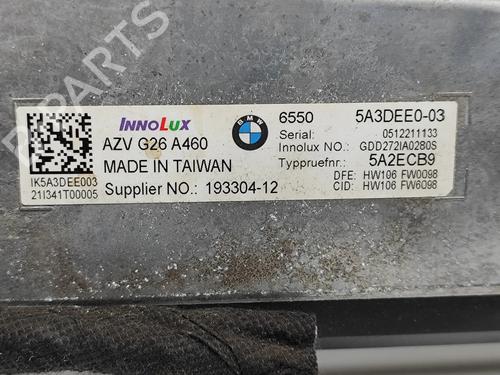 INNOLUX
AZV G26 A460
MADE IN TAIWAN
Supplier NO.: 193304-12
IK5A3DEE003
21I341T00005
BMW
6550 5A3DEE0-03
Serial: 0512211133
Innolux NO.: GDD272IA0280S
Typpruefnr.: 5A2ECB9
DFE: HW106 FW0098
CID: HW106 FW6098
B-PARTS